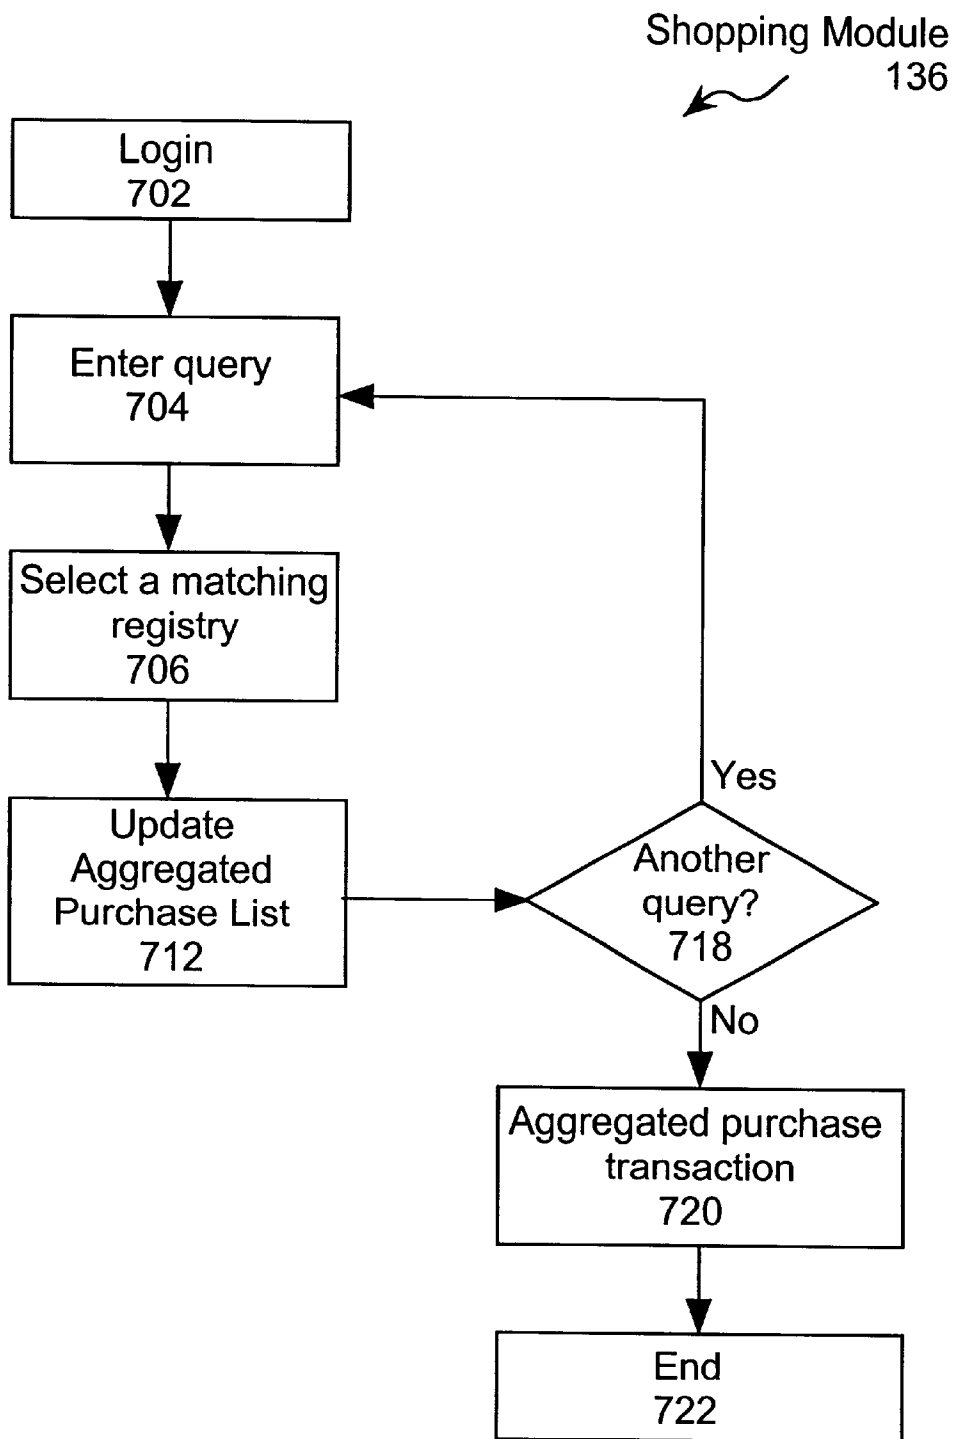 Shopping Module
136
Login
702
Enter query
704
Select a matching
registry
706
Update
Aggregated
Purchase List
712
Yes
Another
query?
718
No
Aggregated purchase
transaction
720
End
722